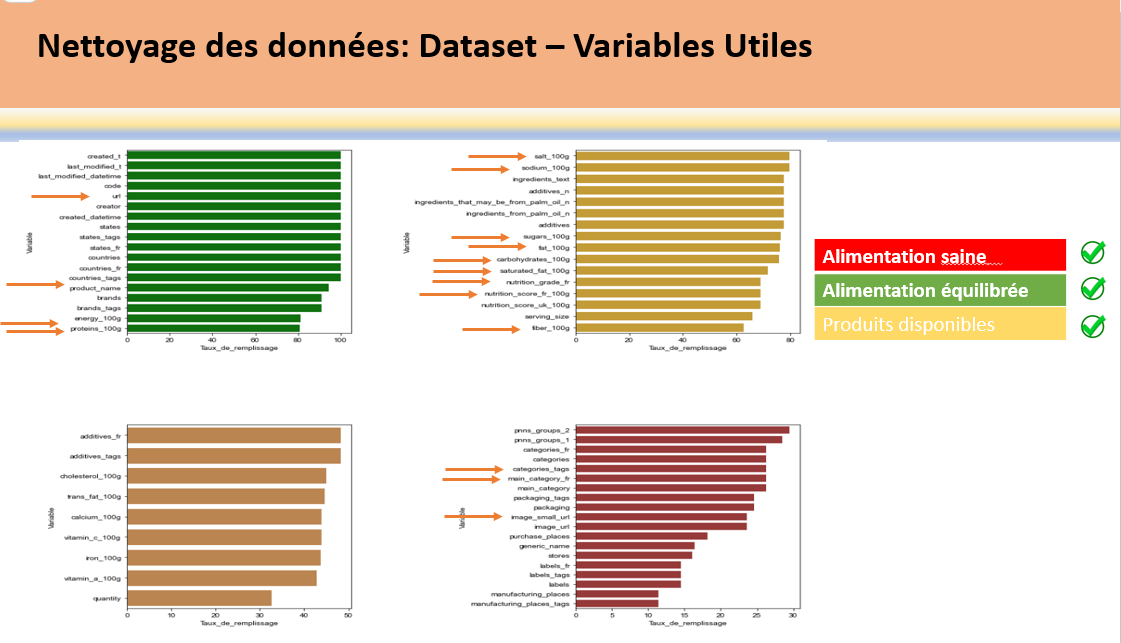 Nettoyage des données: Dataset – Variables Utiles
created_t
last_modified_t
last_modified_datetime
code
url
creator
created_datetime
states
states_tags
states_fr
countries
countries_fr
countries_tags
product_name
brands
brands_tags
energy_100g
proteins_100g
Variable
0 20 40 60 80 100
Taux_de_remplissage
salt_100g
sodium_100g
ingredients_text
additives_n
ingredients_that_may_be_from_palm_oil_n
ingredients_from_palm_oil_n
additives
sugars_100g
fat_100g
carbohydrates_100g
saturated_fat_100g
nutrition_grade_fr
nutrition_score_fr_100g
nutrition_score_uk_100g
serving_size
fiber_100g
Variable
0 20 40 60 80
Taux_de_remplissage
Alimentation saine
Alimentation équilibrée
Produits disponibles
additives_fr
additives_tags
cholesterol_100g
trans_fat_100g
calcium_100g
vitamin_c_100g
iron_100g
vitamin_a_100g
quantity
Variable
0 10 20 30 40 50
Taux_de_remplissage
pnns_groups_2
pnns_groups_1
categories_fr
categories
categories_tags
main_category_fr
main_category
packaging_tags
packaging
image_small_url
image_url
purchase_places
generic_name
stores
labels_fr
labels_tags
labels
manufacturing_places
manufacturing_places_tags
Variable
0 5 10 15 20 25 30
Taux_de_remplissage